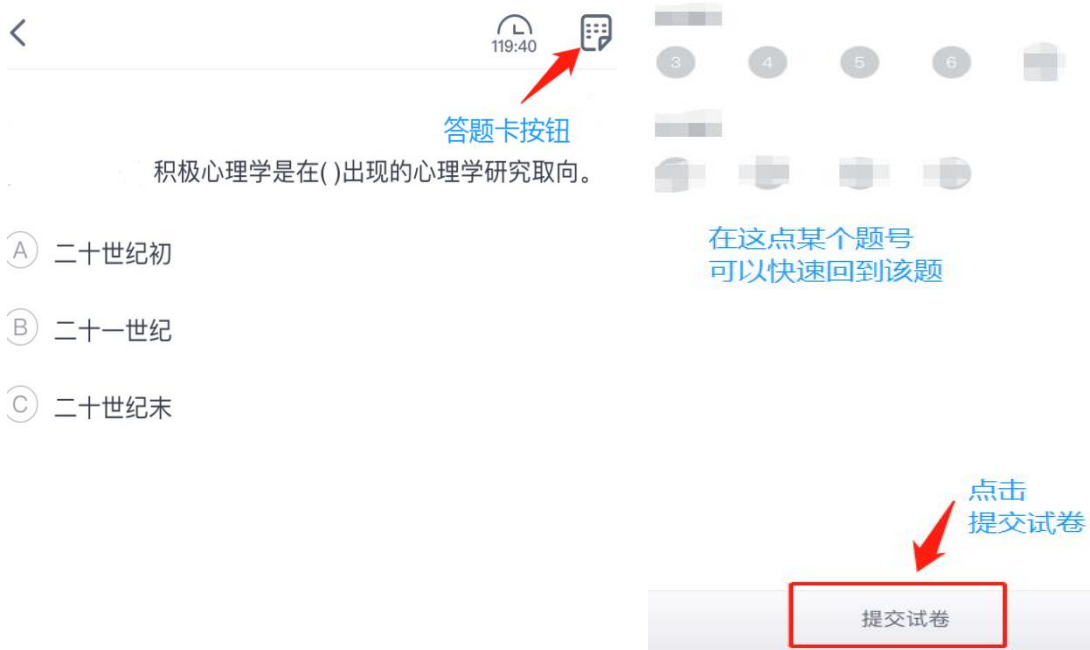 119:40
答题卡按钮
积极心理学是在( )出现的心理学研究取向。
A 二十世纪初
B 二十一世纪
C 二十世纪末
3 4 5 6
在这点某个题号
可以快速回到该题
点击
提交试卷
提交试卷